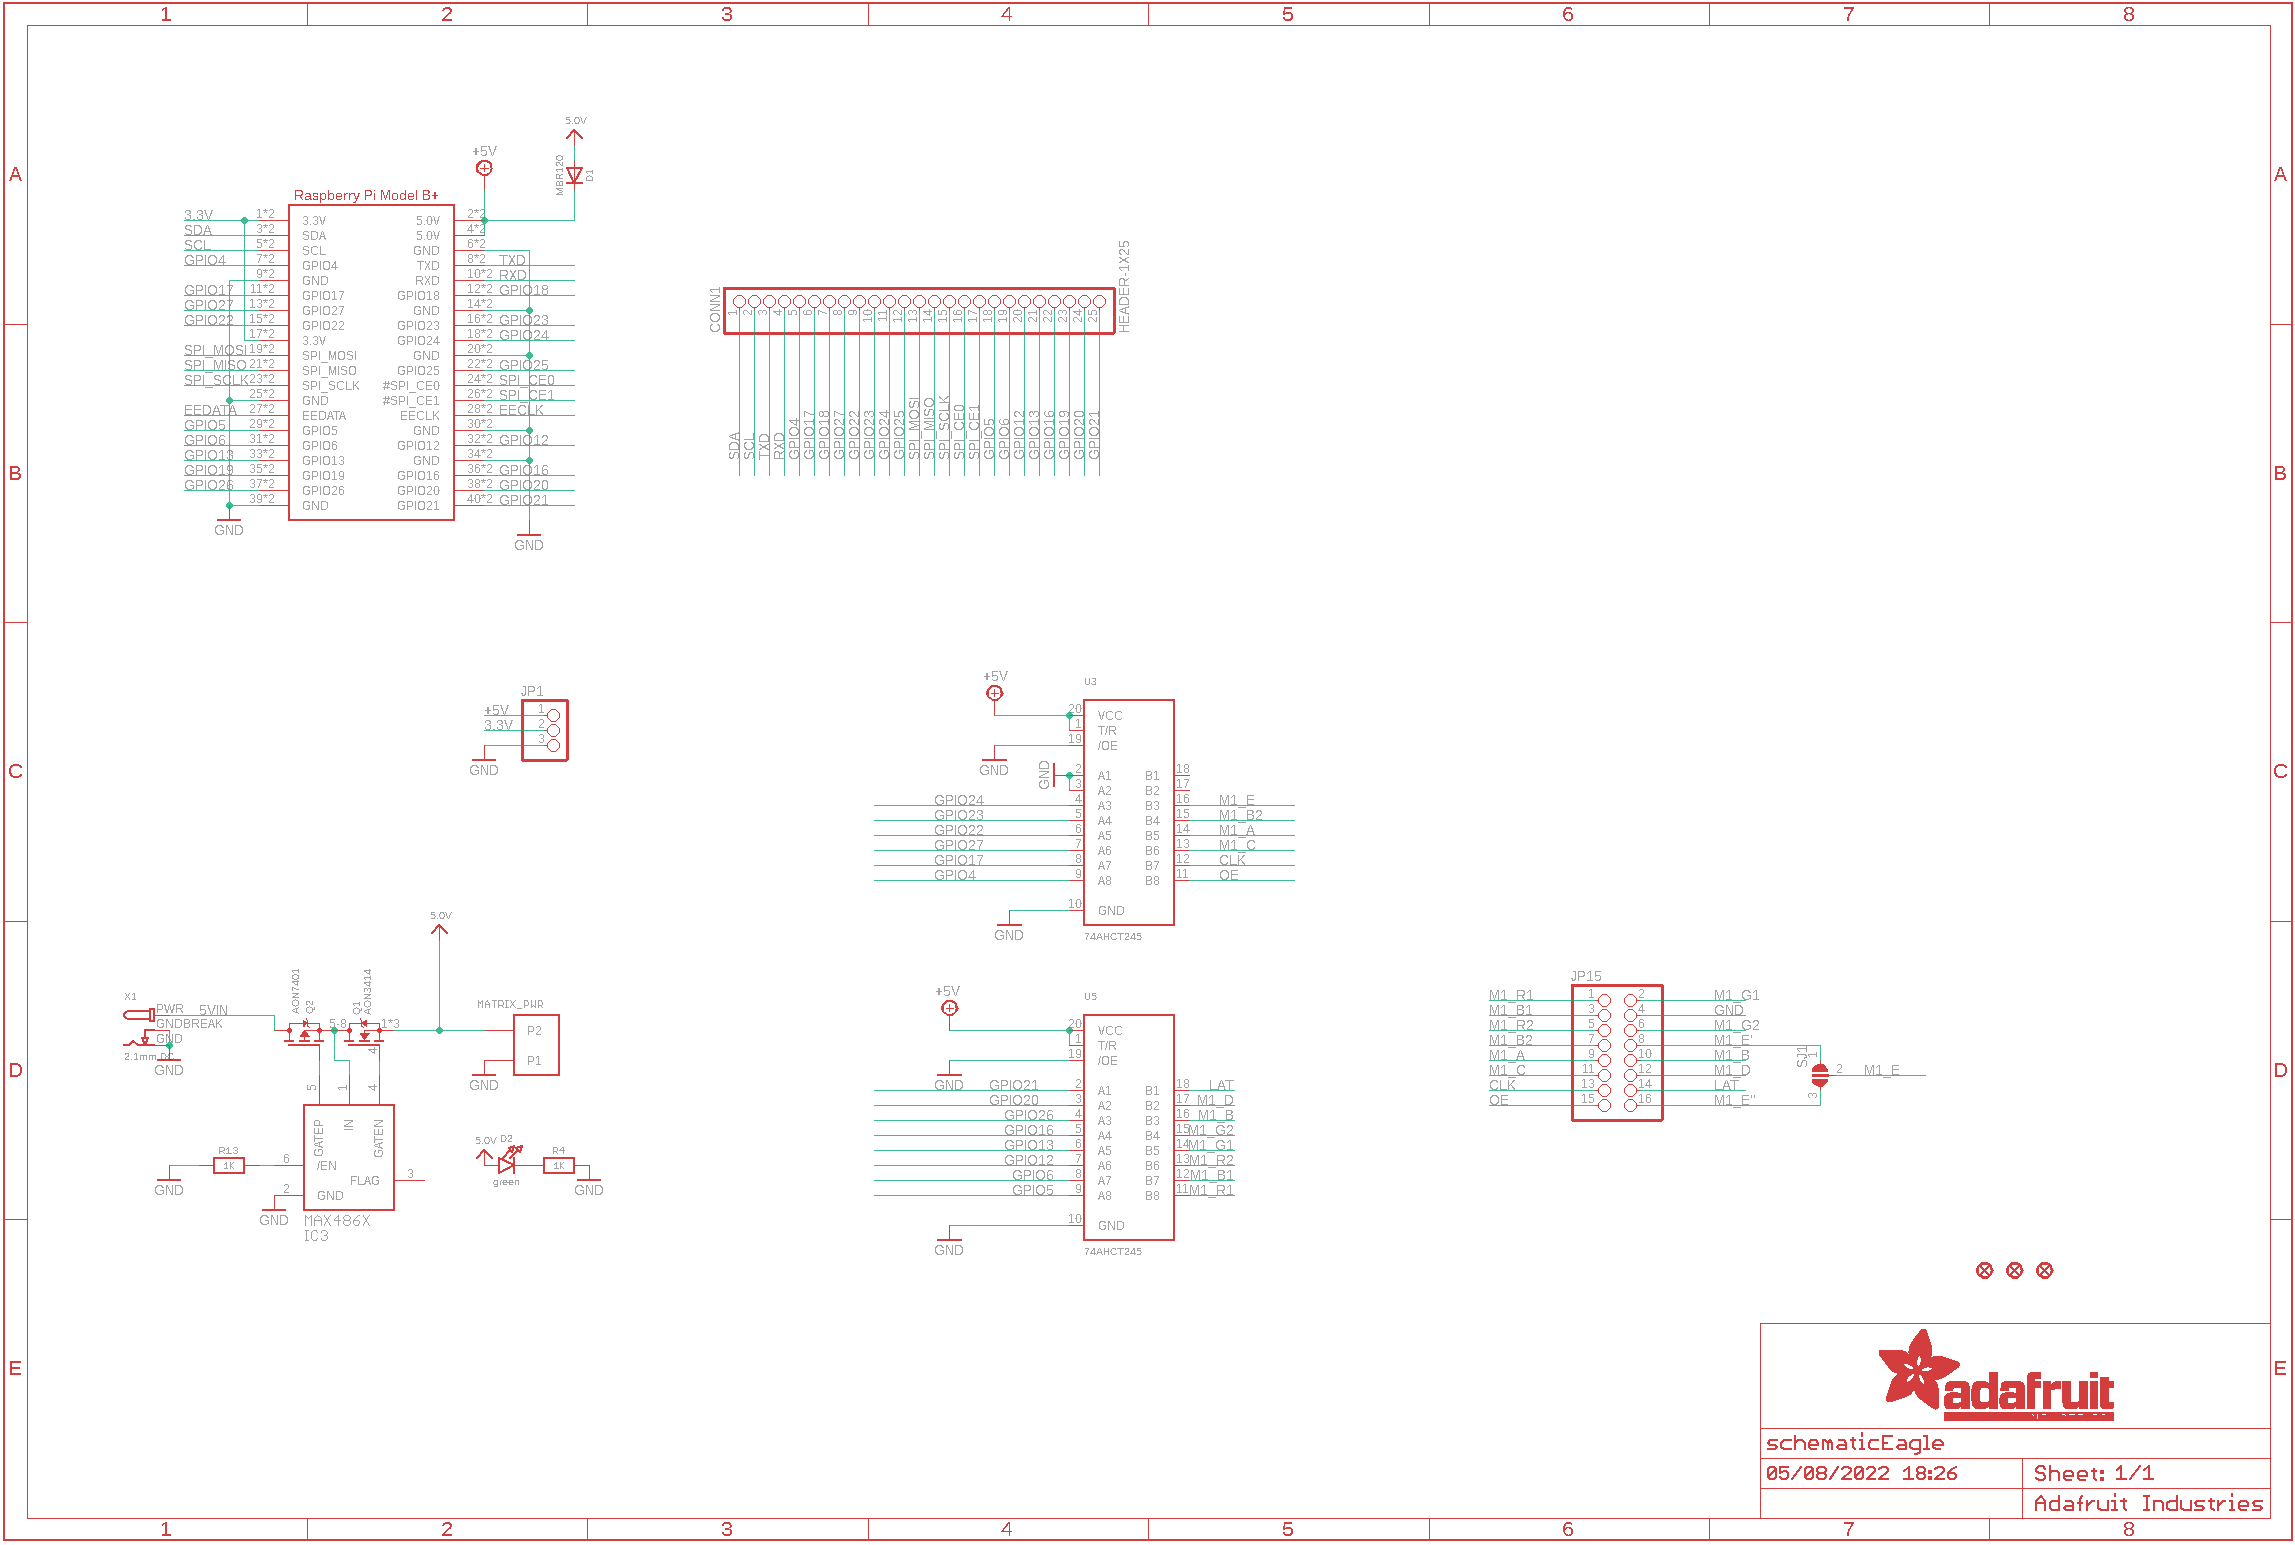 1 2 3 4 5 6 7 8
A A
B B
C C
D D
E E
5.0V
MBR120
D1
+5V
Raspberry Pi Model B+
3.3V 1*2 3.3V 5.0V 2*2
SDA 3*2 SDA 5.0V 4*2
SCL 5*2 SCL GND 6*2
GPIO4 7*2 GPIO4 TXD 8*2 TXD
9*2 GND RXD 10*2 RXD
GPIO17 11*2 GPIO17 GPIO18 12*2 GPIO18
GPIO27 13*2 GPIO27 GND 14*2
GPIO22 15*2 GPIO22 GPIO23 16*2 GPIO23
17*2 3.3V GPIO24 18*2 GPIO24
SPI_MOSI 19*2 SPI_MOSI GND 20*2
SPI_MISO 21*2 SPI_MISO GPIO25 22*2 GPIO25
SPI_SCLK 23*2 SPI_SCLK #SPI_CE0 24*2 SPI_CE0
25*2 GND #SPI_CE1 26*2 SPI_CE1
EEDATA 27*2 EEDATA EECLK 28*2 EECLK
GPIO5 29*2 GPIO5 GND 30*2
GPIO6 31*2 GPIO6 GPIO12 32*2 GPIO12
GPIO13 33*2 GPIO13 GND 34*2
GPIO19 35*2 GPIO19 GPIO16 36*2 GPIO16
GPIO26 37*2 GPIO26 GPIO20 38*2 GPIO20
39*2 GND GPIO21 40*2 GPIO21
GND
GND
CONN1
HEADER-1X25
1 2 3 4 5 6 7 8 9 10 11 12 13 14 15 16 17 18 19 20 21 22 23 24 25
SDA
SCL
TXD
RXD
GPIO4
GPIO17
GPIO18
GPIO27
GPIO22
GPIO23
GPIO24
GPIO25
SPI_MOSI
SPI_MISO
SPI_SCLK
SPI_CE0
SPI_CE1
GPIO5
GPIO6
GPIO12
GPIO13
GPIO16
GPIO19
GPIO20
GPIO21
JP1
+5V 1
3.3V 2
3
GND
+5V
U3
20 VCC
1 T/R
19 /OE
GND
GND
2 A1 B1 18
3 A2 B2 17
GPIO24 4 A3 B3 16 M1_E
GPIO23 5 A4 B4 15 M1_B2
GPIO22 6 A5 B5 14 M1_A
GPIO27 7 A6 B6 13 M1_C
GPIO17 8 A7 B7 12 CLK
GPIO4 9 A8 B8 11 OE
10 GND
GND
74AHCT245
5.0V
X1
PWR 5VIN
GNDBREAK
GND
2.1mm DC
GND
AON7401
Q2
Q1
AON3414
5-8
1*3
4
MATRIX_PWR
P2
P1
GND
5 1 4
GATEP IN GATEN
R13
1K
GND
6 /EN
FLAG 3
2 GND
GND
MAX486X
IC3
5.0V D2
green
R4
1K
GND
+5V
U5
20 VCC
1 T/R
19 /OE
GND
GPIO21 2 A1 B1 18 LAT
GPIO20 3 A2 B2 17 M1_D
GPIO26 4 A3 B3 16 M1_B
GPIO16 5 A4 B4 15 M1_G2
GPIO13 6 A5 B5 14 M1_G1
GPIO12 7 A6 B6 13 M1_R2
GPIO6 8 A7 B7 12 M1_B1
GPIO5 9 A8 B8 11 M1_R1
10 GND
GND
74AHCT245
JP15
M1_R1 1 2 M1_G1
M1_B1 3 4 GND
M1_R2 5 6 M1_G2
M1_B2 7 8 M1_E'
M1_A 9 10 M1_B
M1_C 11 12 M1_D
CLK 13 14 LAT
OE 15 16 M1_E''
SJ1
1
2 M1_E
3
adafruit
schematicEagle
05/08/2022 18:26 Sheet: 1/1
Adafruit Industries
1 2 3 4 5 6 7 8